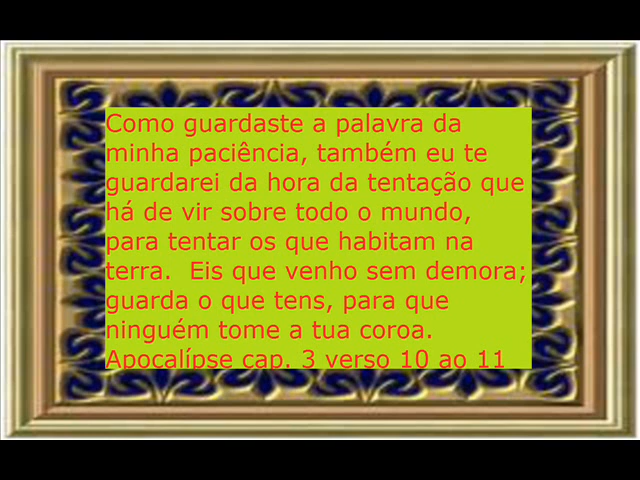 Como guardaste a palavra da
minha paciência, também eu te
guardarei da hora da tentação que
há de vir sobre todo o mundo,
para tentar os que habitam na
terra.  Eis que venho sem demora;
guarda o que tens, para que
ninguém tome a tua coroa.
Apocalípse cap. 3 verso 10 ao 11